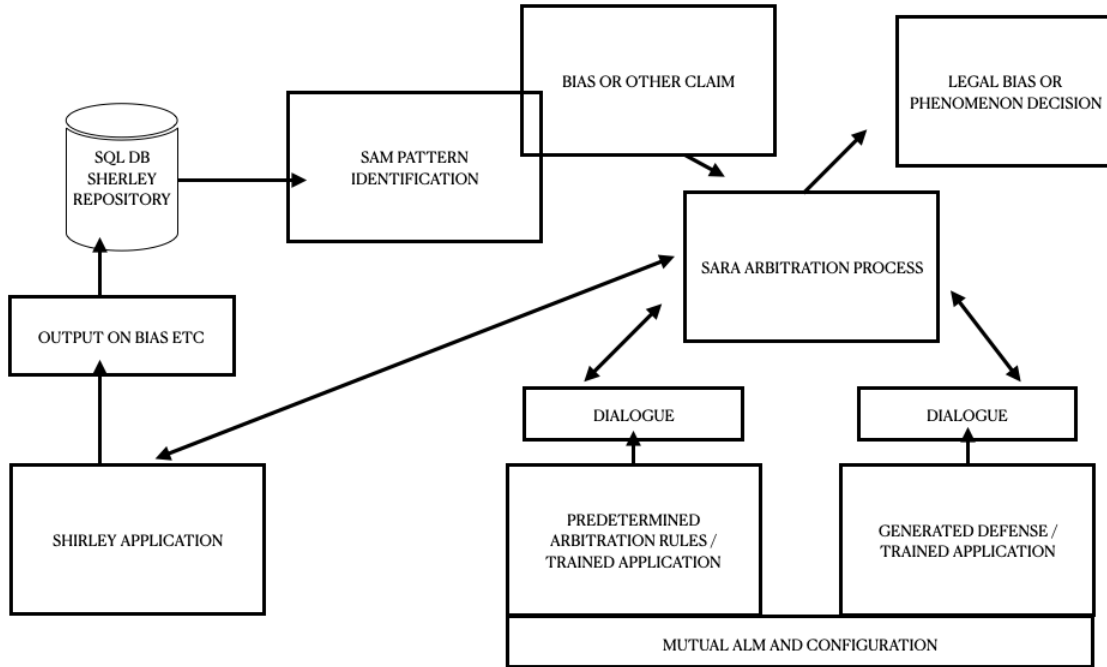 BIAS OR OTHER CLAIM
LEGAL BIAS OR
PHENOMENON DECISION
SQL DB
SHERLEY
REPOSITORY
SAM PATTERN
IDENTIFICATION
SARA ARBITRATION PROCESS
OUTPUT ON BIAS ETC
DIALOGUE
DIALOGUE
SHIRLEY APPLICATION
PREDETERMINED
ARBITRATION RULES /
TRAINED APPLICATION
GENERATED DEFENSE /
TRAINED APPLICATION
MUTUAL ALM AND CONFIGURATION